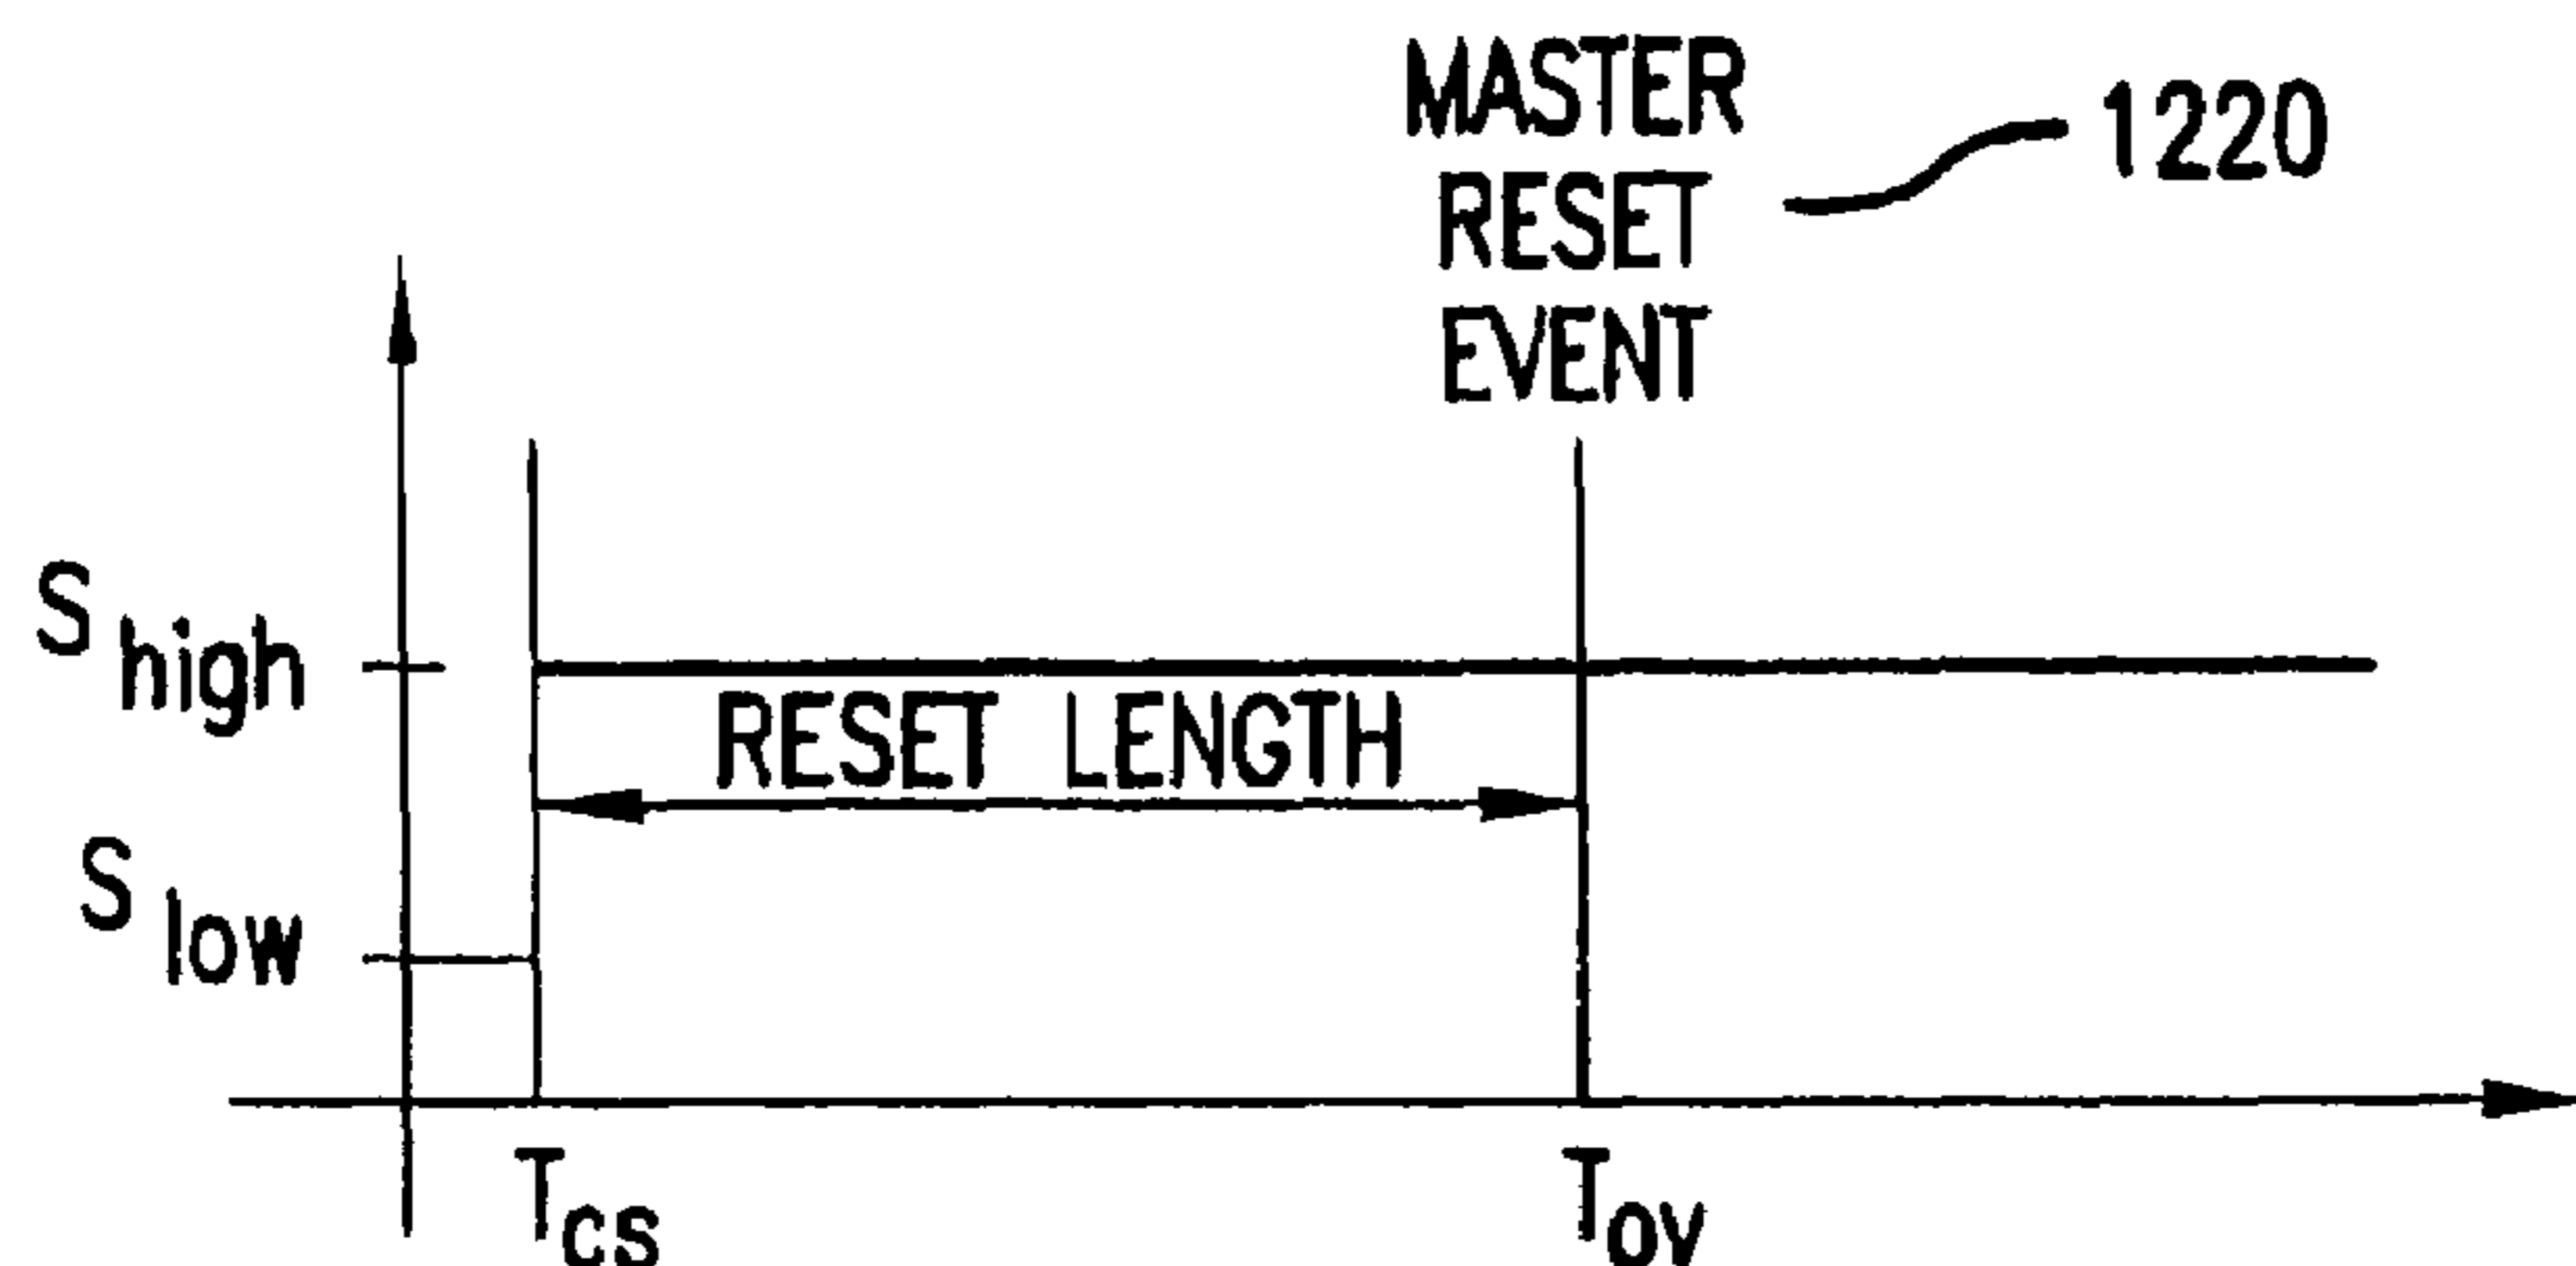 MASTER
RESET
EVENT
1220
S high
RESET LENGTH
S low
Tcs
Tov